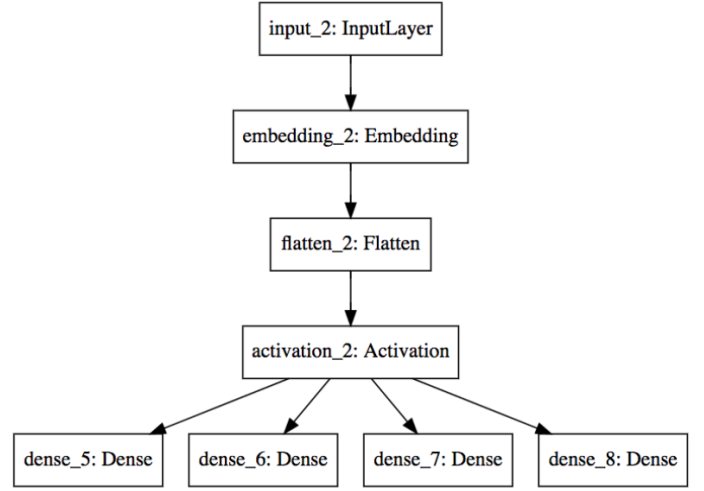 input_2: InputLayer
embedding_2: Embedding
flatten_2: Flatten
activation_2: Activation
dense_5: Dense
dense_6: Dense
dense_7: Dense
dense_8: Dense